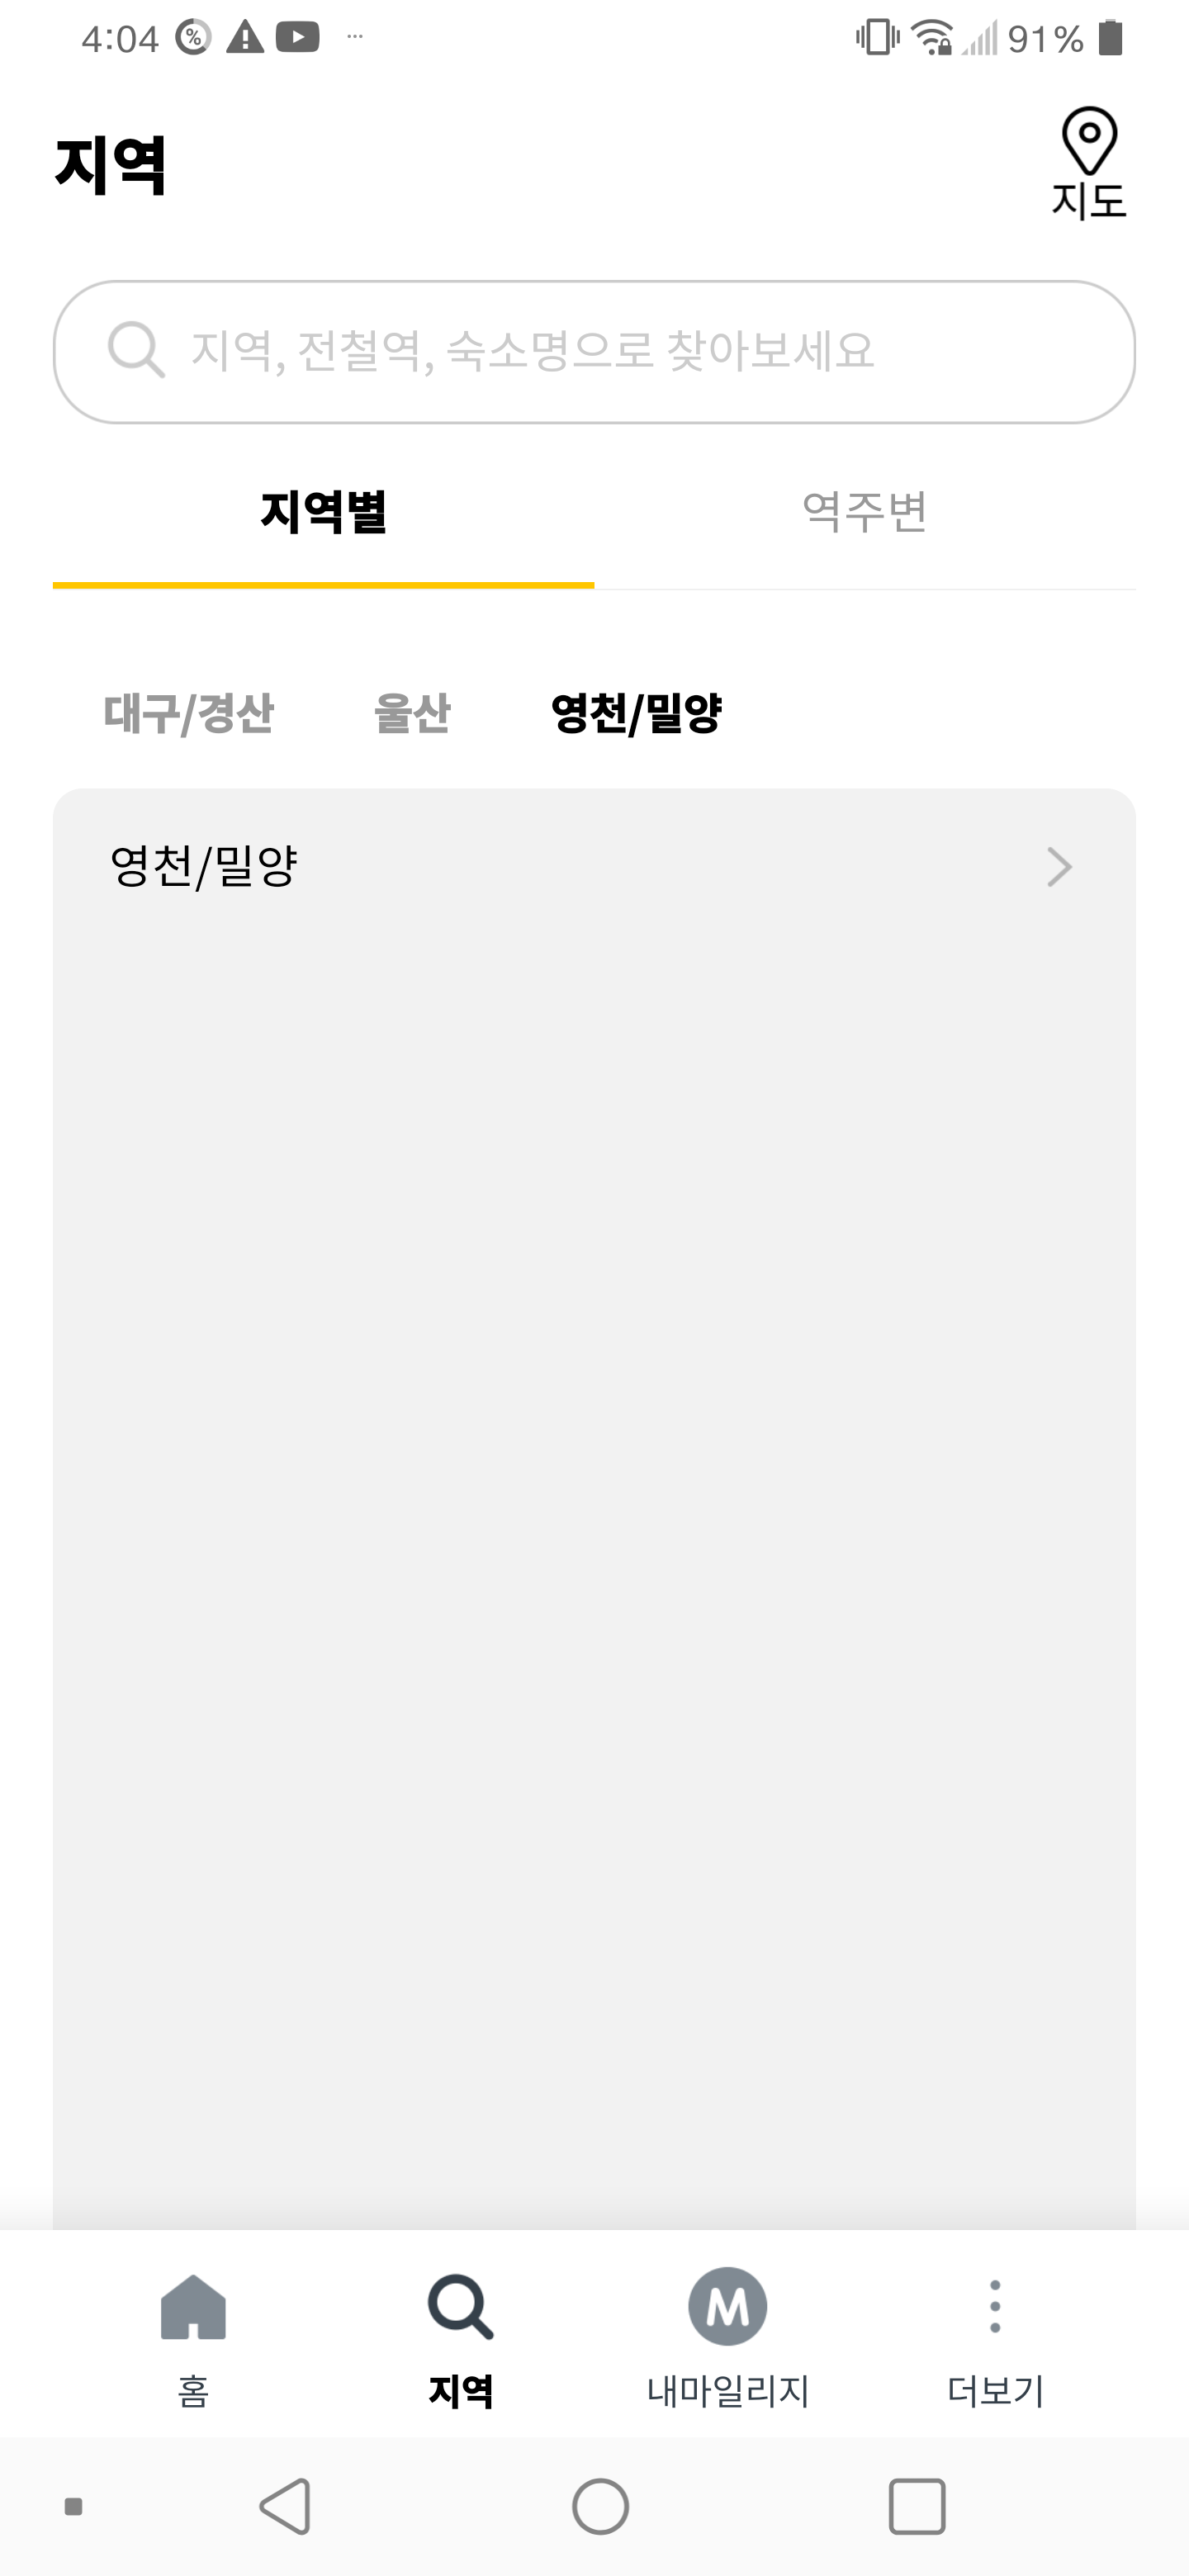 4:04 % ··· 91%
지역
지도
지역, 전철역, 숙소명으로 찾아보세요
지역별 역주변
대구/경산 울산 영천/밀양
영천/밀양
M
홈 지역 내마일리지 더보기